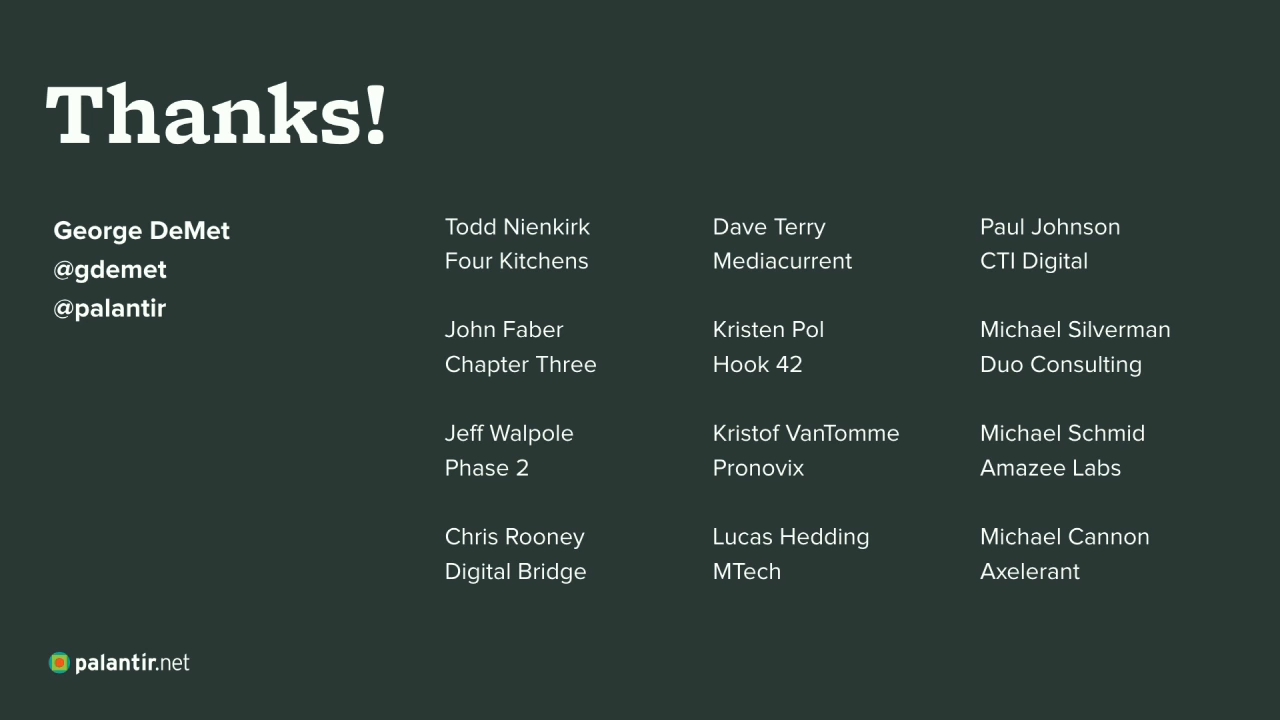 Thanks!
George DeMet
@gdemet
@palantir
Todd Nienkirk
Four Kitchens
John Faber
Chapter Three
Jeff Walpole
Phase 2
Chris Rooney
Digital Bridge
Dave Terry
Mediacurrent
Kristen Pol
Hook 42
Kristof VanTomme
Pronovix
Lucas Hedding
MTech
Paul Johnson
CTI Digital
Michael Silverman
Duo Consulting
Michael Schmid
Amazee Labs
Michael Cannon
Axelerant
palantir.net